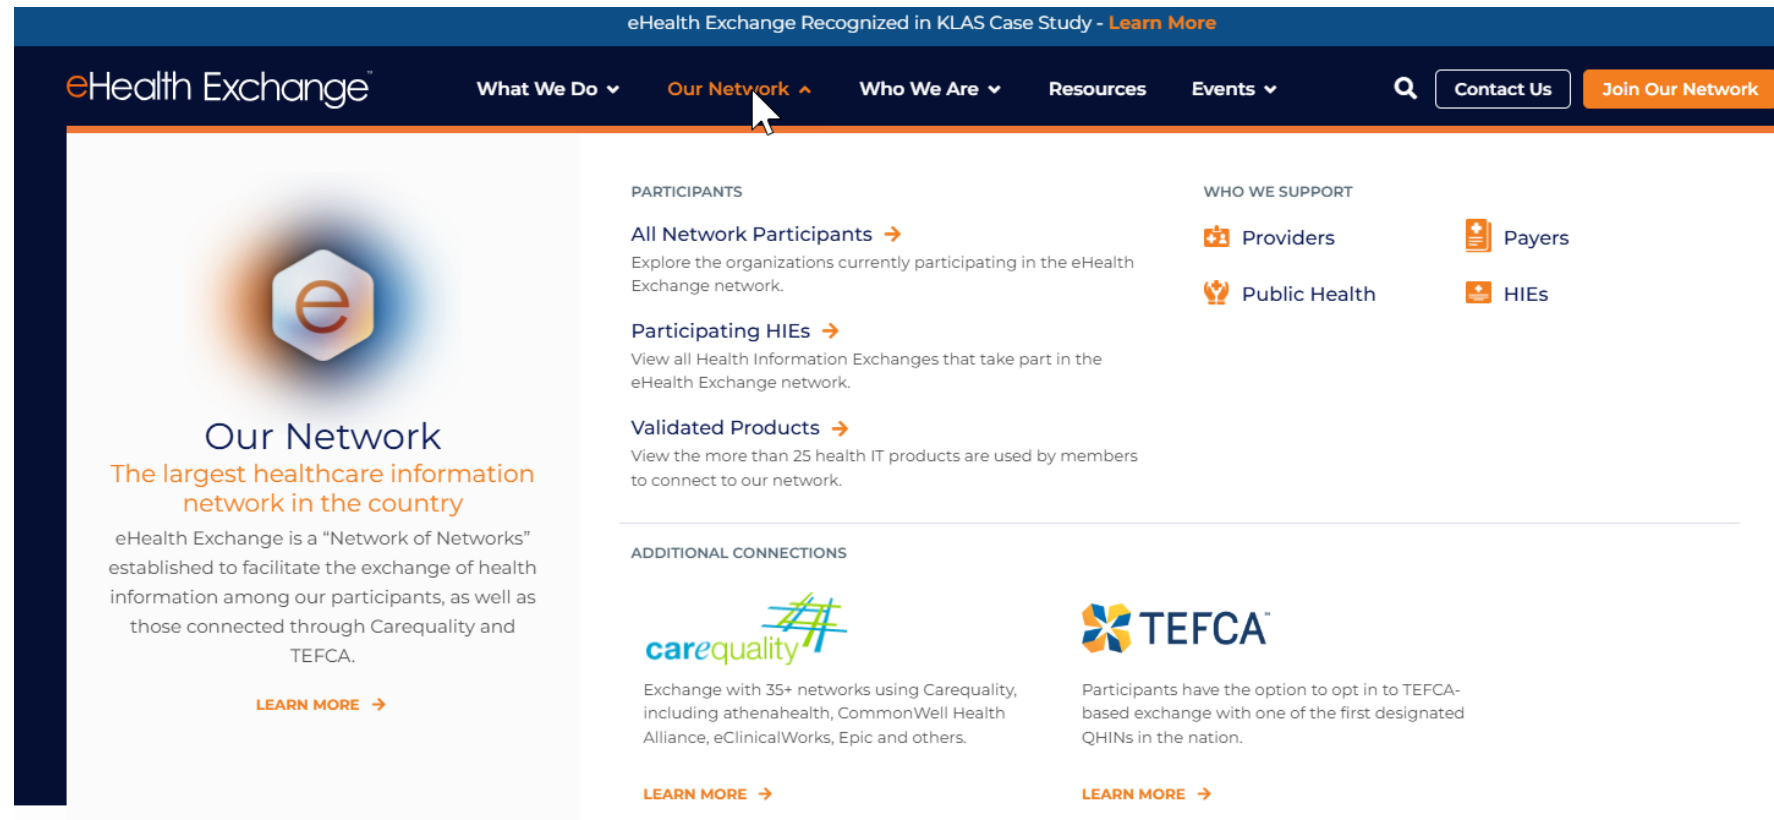 eHealth Exchange Recognized in KLAS Case Study - Learn More
eHealth Exchange™
What We Do
Our Network
Who We Are
Resources
Events
Contact Us
Join Our Network
e
Our Network
The largest healthcare information
network in the country
eHealth Exchange is a “Network of Networks”
established to facilitate the exchange of health
information among our participants, as well as
those connected through Carequality and
TEFCA.
LEARN MORE →
PARTICIPANTS
All Network Participants →
Explore the organizations currently participating in the eHealth
Exchange network.
Participating HIEs →
View all Health Information Exchanges that take part in the
eHealth Exchange network.
Validated Products →
View the more than 25 health IT products are used by members
to connect to our network.
WHO WE SUPPORT
Providers
Payers
Public Health
HIEs
ADDITIONAL CONNECTIONS
carequality
Exchange with 35+ networks using Carequality,
including athenahealth, CommonWell Health
Alliance, eClinicalWorks, Epic and others.
LEARN MORE →
TEFCA™
Participants have the option to opt in to TEFCA-
based exchange with one of the first designated
QHINs in the nation.
LEARN MORE →